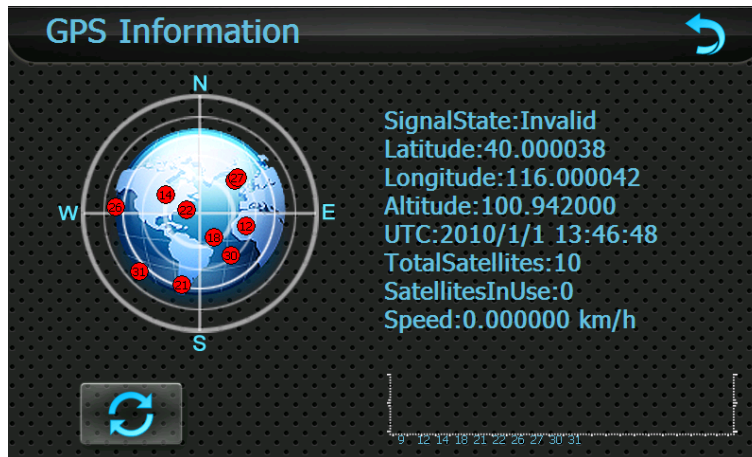 GPS Information
N
W
E
S
27
14
26
22
12
18
30
31
21
SignalState:Invalid
Latitude:40.000038
Longitude:116.000042
Altitude:100.942000
UTC:2010/1/1 13:46:48
TotalSatellites:10
SatellitesInUse:0
Speed:0.000000 km/h
9 12 14 18 21 22 26 27 30 31